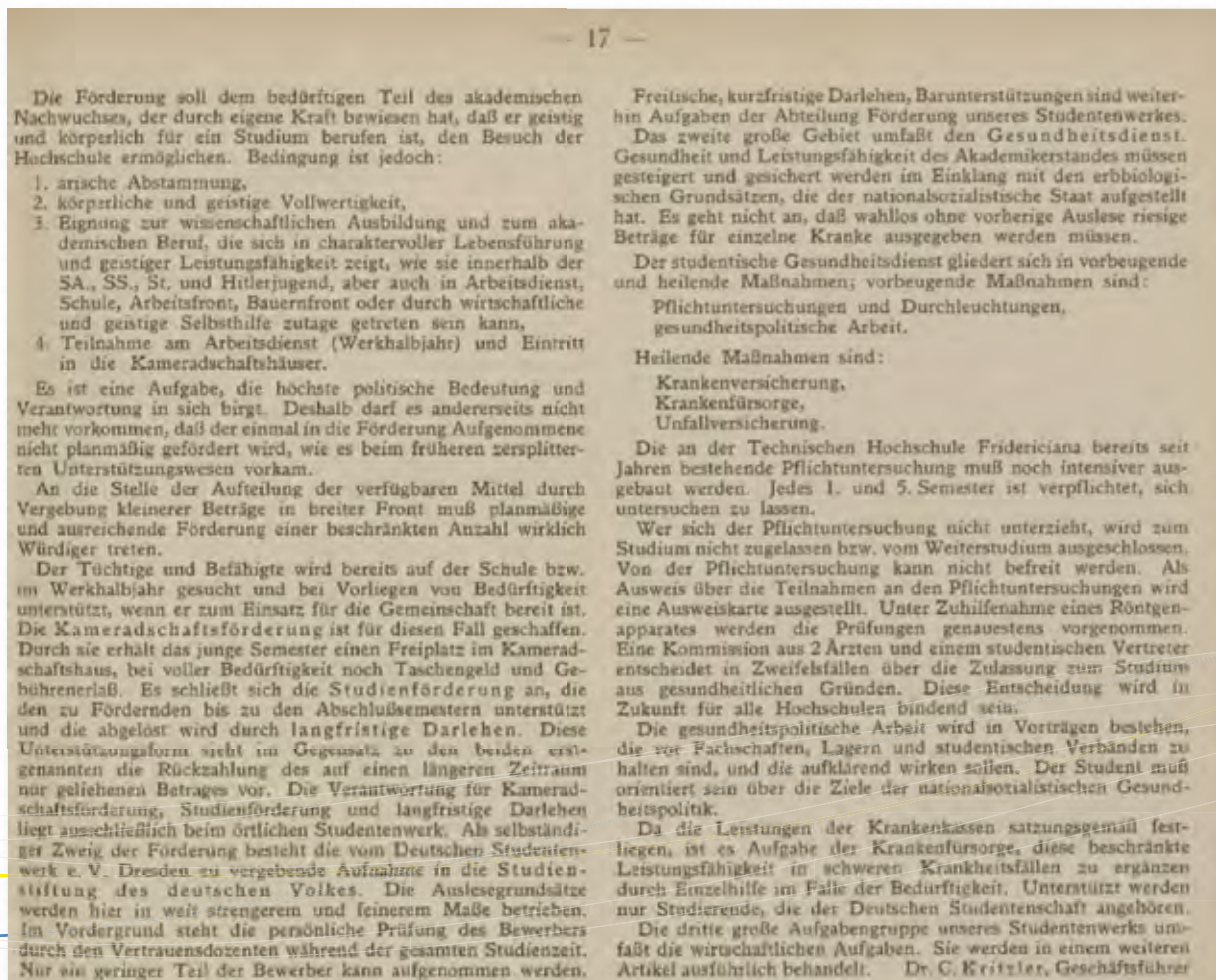 — 17 —
Die Förderung soll dem bedürftigen Teil des akademischen
Nachwuchses, der durch eigene Kraft bewiesen hat, daß er geistig
und körperlich für ein Studium berufen ist, den Besuch der
Hochschule ermöglichen. Bedingung ist jedoch:
1. arische Abstammung,
2. körperliche und geistige Vollwertigkeit,
3. Eignung zur wissenschaftlichen Ausbildung und zum aka-
demischen Beruf, die sich in charaktervoller Lebensführung
und geistiger Leistungsfähigkeit zeigt, wie sie innerhalb der
SA., SS., St. und Hitlerjugend, aber auch in Arbeitsdienst,
Schule, Arbeitsfront, Bauernfront oder durch wirtschaftliche
und geistige Selbsthilfe zutage getreten sein kann,
4. Teilnahme am Arbeitsdienst (Werkhalbjahr) und Eintritt
in die Kameradschaftshäuser.
Es ist eine Aufgabe, die höchste politische Bedeutung und
Verantwortung in sich birgt. Deshalb darf es andererseits nicht
mehr vorkommen, daß der einmal in die Förderung Aufgenommene
nicht planmäßig gefördert wird, wie es beim früheren zersplitter-
ten Unterstützungswesen vorkam.
An die Stelle der Aufteilung der verfügbaren Mittel durch
Vergebung kleinerer Beträge in breiter Front muß planmäßige
und ausreichende Förderung einer beschränkten Anzahl wirklich
Würdiger treten.
Der Tüchtige und Befähigte wird bereits auf der Schule bzw.
im Werkhalbjahr gesucht und bei Vorliegen von Bedürftigkeit
unterstützt, wenn er zum Einsatz für die Gemeinschaft bereit ist.
Die Kameradschaftsförderung ist für diesen Fall geschaffen.
Durch sie erhält das junge Semester einen Freiplatz im Kamerad-
schaftshaus, bei voller Bedürftigkeit noch Taschengeld und Ge-
bührenerlaß. Es schließt sich die Studienförderung an, die
den zu Fördernden bis zu den Abschlußsemestern unterstützt
und die abgelöst wird durch langfristige Darlehen. Diese
Unterstützungsform sieht im Gegensatz zu den beiden erst-
genannten die Rückzahlung des auf einen längeren Zeitraum
nur geliehenen Betrages vor. Die Verantwortung für Kamerad-
schaftsförderung, Studienförderung und langfristige Darlehen
liegt ausschließlich beim örtlichen Studentenwerk. Als selbständi-
ger Zweig der Förderung besteht die vom Deutschen Studenten-
werk e. V. Dresden zu vergebende Aufnahme in die Studien-
stiftung des deutschen Volkes. Die Auslesegrundsätze
werden hier in weit strengerem und feinerem Maße betrieben.
Im Vordergrund steht die persönliche Prüfung des Bewerbers
durch den Vertrauensdozenten während der gesamten Studienzeit.
Nur ein geringer Teil der Bewerber kann aufgenommen werden.
Freitische, kurzfristige Darlehen, Barunterstützungen sind weiter-
hin Aufgaben der Abteilung Förderung unseres Studentenwerkes.
Das zweite große Gebiet umfaßt den Gesundheitsdienst.
Gesundheit und Leistungsfähigkeit des Akademikerstandes müssen
gesteigert und gesichert werden im Einklang mit den erbbiologi-
schen Grundsätzen, die der nationalsozialistische Staat aufgestellt
hat. Es geht nicht an, daß wahllos ohne vorherige Auslese riesige
Beträge für einzelne Kranke ausgegeben werden müssen.
Der studentische Gesundheitsdienst gliedert sich in vorbeugende
und heilende Maßnahmen; vorbeugende Maßnahmen sind:
Pflichtuntersuchungen und Durchleuchtungen,
gesundheitspolitische Arbeit.
Heilende Maßnahmen sind:
Krankenversicherung,
Krankenfürsorge,
Unfallversicherung.
Die an der Technischen Hochschule Fridericiana bereits seit
Jahren bestehende Pflichtuntersuchung muß noch intensiver aus-
gebaut werden. Jedes 1. und 5. Semester ist verpflichtet, sich
untersuchen zu lassen.
Wer sich der Pflichtuntersuchung nicht unterzieht, wird zum
Studium nicht zugelassen bzw. vom Weiterstudium ausgeschlossen.
Von der Pflichtuntersuchung kann nicht befreit werden. Als
Ausweis über die Teilnahmen an den Pflichtuntersuchungen wird
eine Ausweiskarte ausgestellt. Unter Zuhilfenahme eines Röntgen-
apparates werden die Prüfungen genauestens vorgenommen.
Eine Kommission aus 2 Ärzten und einem studentischen Vertreter
entscheidet in Zweifelsfällen über die Zulassung zum Studium
aus gesundheitlichen Gründen. Diese Entscheidung wird in
Zukunft für alle Hochschulen bindend sein.
Die gesundheitspolitische Arbeit wird in Vorträgen bestehen,
die vor Fachschaften, Lagern und studentischen Verbänden zu
halten sind, und die aufklärend wirken sollen. Der Student muß
orientiert sein über die Ziele der nationalsozialistischen Gesund-
heitspolitik.
Da die Leistungen der Krankenkassen satzungsgemäß fest-
liegen, ist es Aufgabe der Krankenfürsorge, diese beschränkte
Leistungsfähigkeit in schweren Krankheitsfällen zu ergänzen
durch Einzelhilfe im Falle der Bedürftigkeit. Unterstützt werden
nur Studierende, die der Deutschen Studentenschaft angehören.
Die dritte große Aufgabengruppe unseres Studentenwerks um-
faßt die wirtschaftlichen Aufgaben. Sie werden in einem weiteren
Artikel ausführlich behandelt. Dr. C. Kritzler, Geschäftsführer